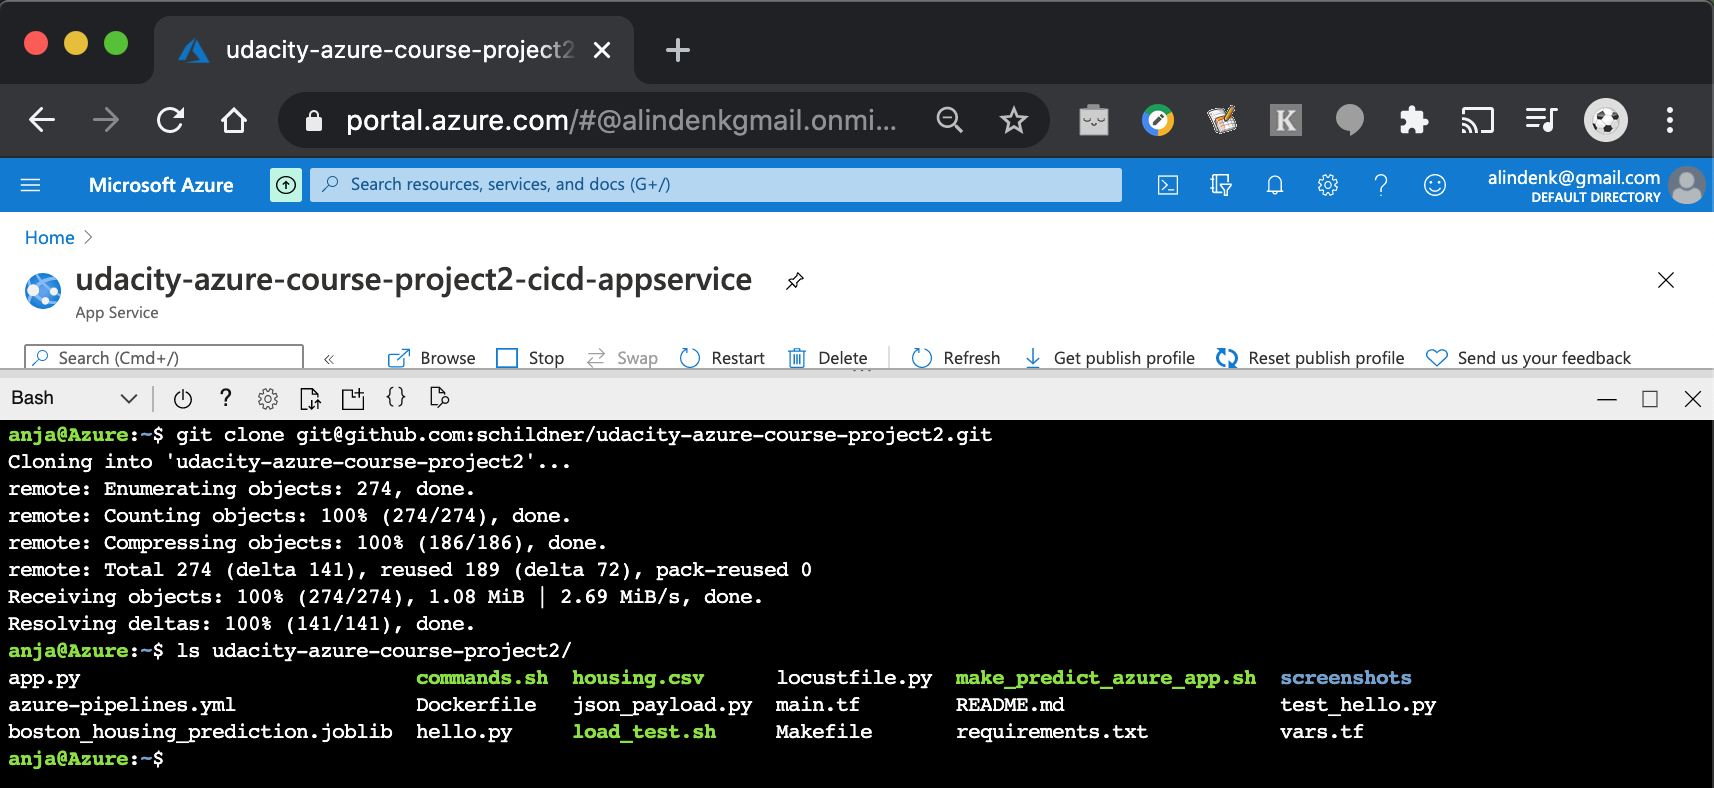 udacity-azure-course-project2
portal.azure.com/#@alindenkgmail.onmi...
K
Microsoft Azure
Search resources, services, and docs (G+/)
alindenk@gmail.com
DEFAULT DIRECTORY
Home
udacity-azure-course-project2-cicd-appservice
App Service
Search (Cmd+/)
«
Browse Stop Swap Restart Delete Refresh Get publish profile Reset publish profile Send us your feedback
Bash
anja@Azure:~$ git clone git@github.com:schildner/udacity-azure-course-project2.git
Cloning into 'udacity-azure-course-project2'...
remote: Enumerating objects: 274, done.
remote: Counting objects: 100% (274/274), done.
remote: Compressing objects: 100% (186/186), done.
remote: Total 274 (delta 141), reused 189 (delta 72), pack-reused 0
Receiving objects: 100% (274/274), 1.08 MiB | 2.69 MiB/s, done.
Resolving deltas: 100% (141/141), done.
anja@Azure:~$ ls udacity-azure-course-project2/
app.py commands.sh housing.csv locustfile.py make_predict_azure_app.sh screenshots
azure-pipelines.yml Dockerfile json_payload.py main.tf README.md test_hello.py
boston_housing_prediction.joblib hello.py load_test.sh Makefile requirements.txt vars.tf
anja@Azure:~$